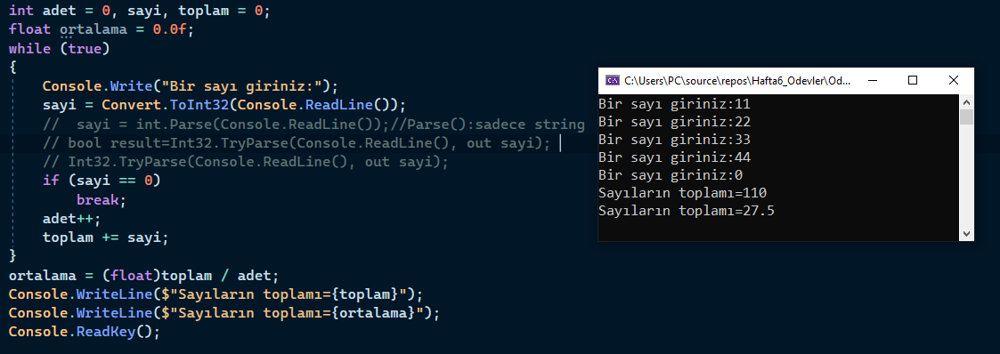 int adet = 0, sayi, toplam = 0;
float ortalama = 0.0f;
while (true)
{
Console.Write("Bir sayı giriniz:");
sayi = Convert.ToInt32(Console.ReadLine());
//  sayi = int.Parse(Console.ReadLine());//Parse():sadece string
// bool result=Int32.TryParse(Console.ReadLine(), out sayi);
// Int32.TryParse(Console.ReadLine(), out sayi);
if (sayi == 0)
break;
adet++;
toplam += sayi;
}
ortalama = (float)toplam / adet;
Console.WriteLine($"Sayıların toplamı={toplam}");
Console.WriteLine($"Sayıların toplamı={ortalama}");
Console.ReadKey();
C:\Users\PC\source\repos\Hafta6_Odevler\Od...
Bir sayı giriniz:11
Bir sayı giriniz:22
Bir sayı giriniz:33
Bir sayı giriniz:44
Bir sayı giriniz:0
Sayıların toplamı=110
Sayıların toplamı=27.5